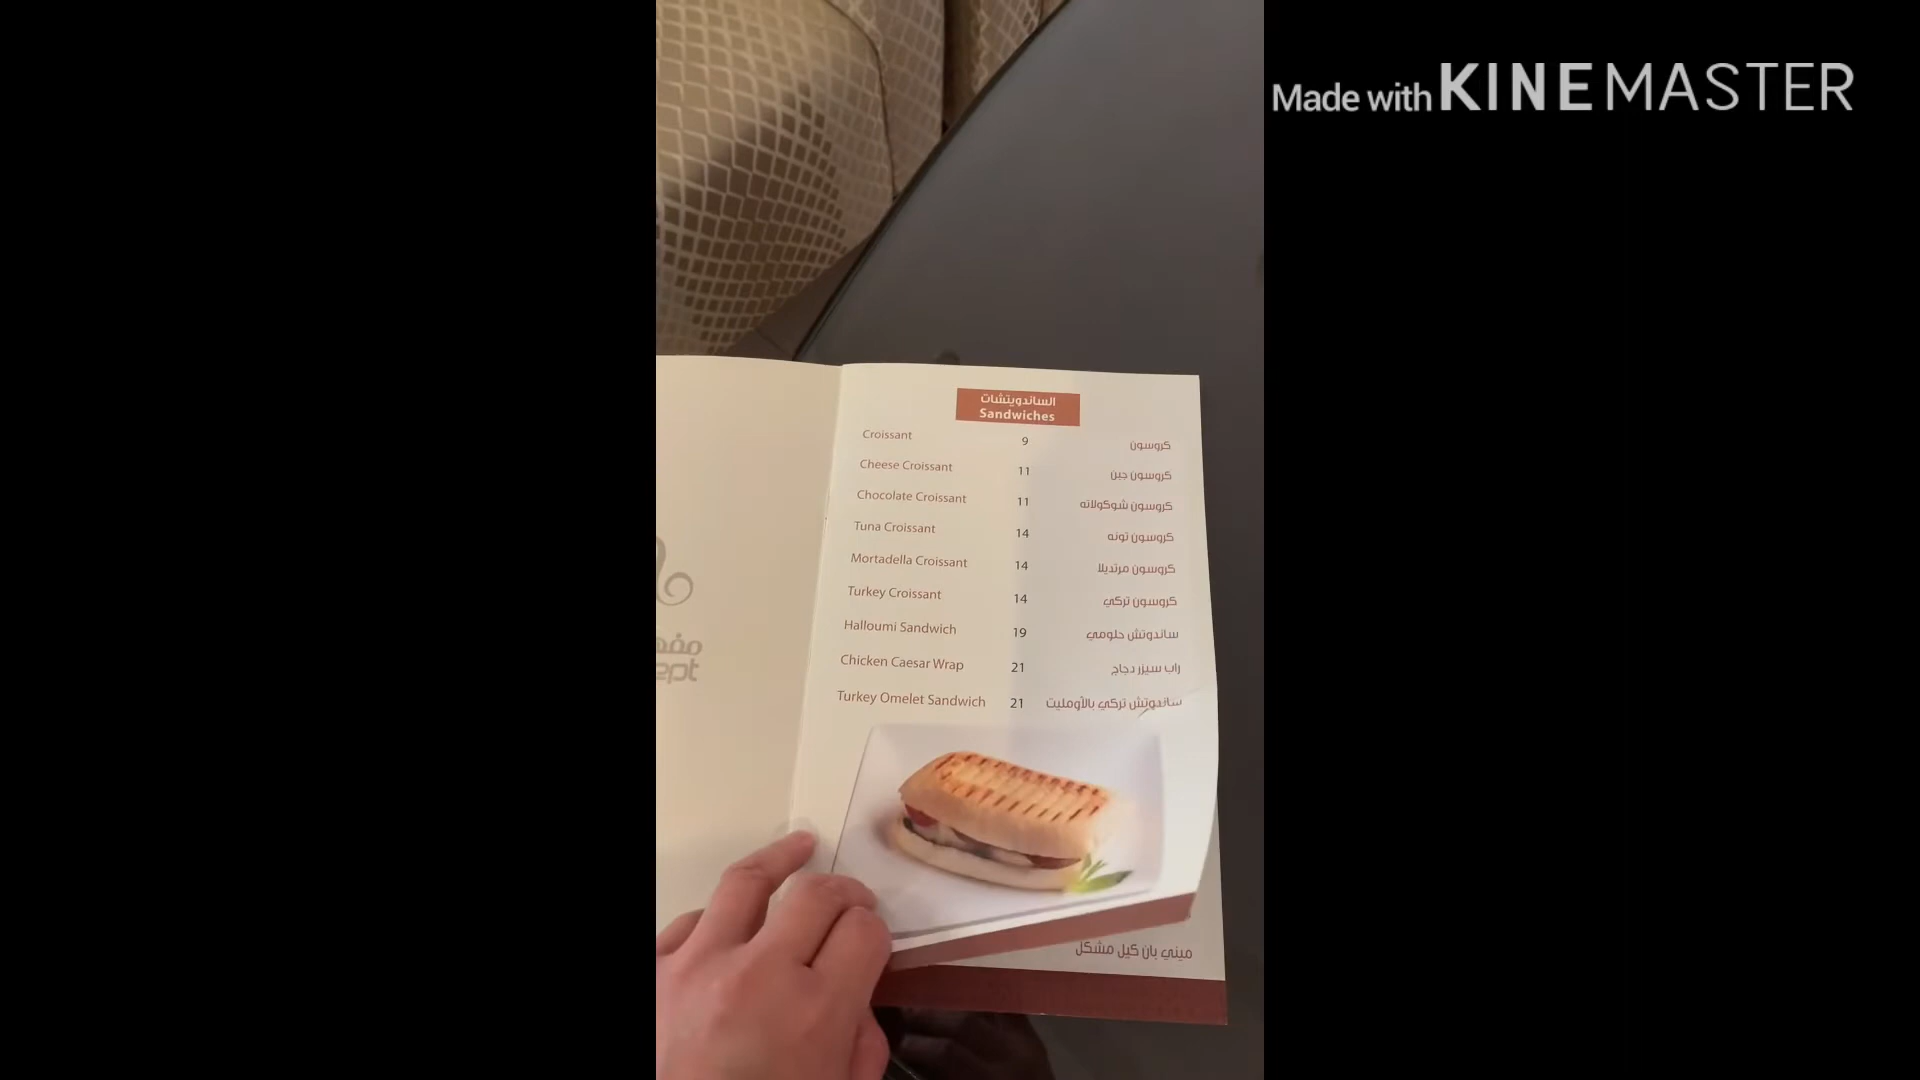 Made with KINEMASTER
الساندويتشات
Sandwiches
Croissant 9 كروسون
Cheese Croissant 11 كروسون جبن
Chocolate Croissant 11 كروسون شوكولاته
Tuna Croissant 14 كروسون تونه
Mortadella Croissant 14 كروسون مرتديلا
Turkey Croissant 14 كروسون تركي
Halloumi Sandwich 19 ساندوتش حلومي
Chicken Caesar Wrap 21 راب سيزر دجاج
Turkey Omelet Sandwich 21 ساندوتش تركي بالأومليت
ميني بان كيل مشكل